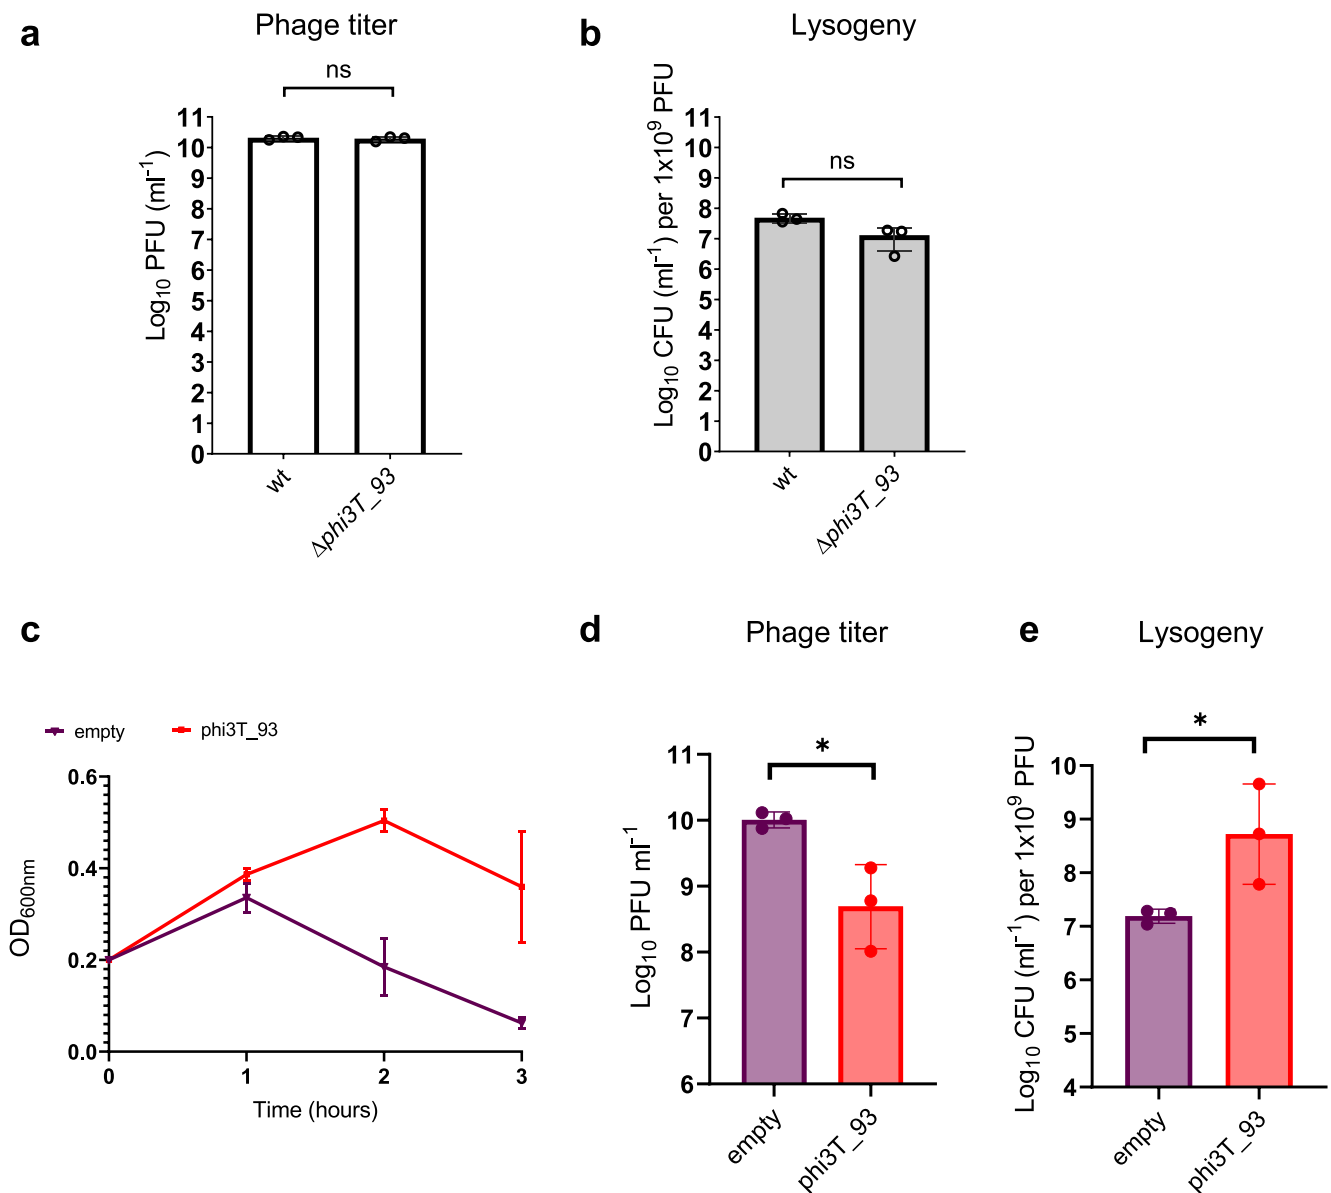 a
Phage titer
ns
Log10 PFU (ml-1)
11
10
9
8
7
6
5
4
3
2
1
0
wt
Δphi3T_93
b
Lysogeny
ns
Log10 CFU (ml-1) per 1x10^9 PFU
11
10
9
8
7
6
5
4
3
2
1
0
wt
Δphi3T_93
c
empty
phi3T_93
OD600nm
0.6
0.4
0.2
0.0
0
1
2
3
Time (hours)
d
Phage titer
*
Log10 PFU ml-1
11
10
9
8
7
6
empty
phi3T_93
e
Lysogeny
*
Log10 CFU (ml-1) per 1x10^9 PFU
10
9
8
7
6
5
4
empty
phi3T_93